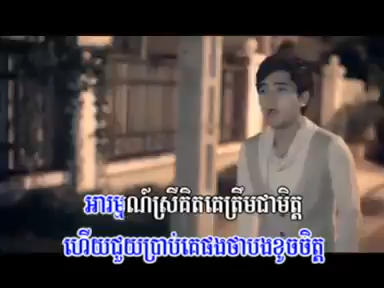 អារម្មណ៍ស្រីគិតគេត្រឹមជាមិត្ត
ហើយជួយប្រាប់គេផងថាបងខូចចិត្ត